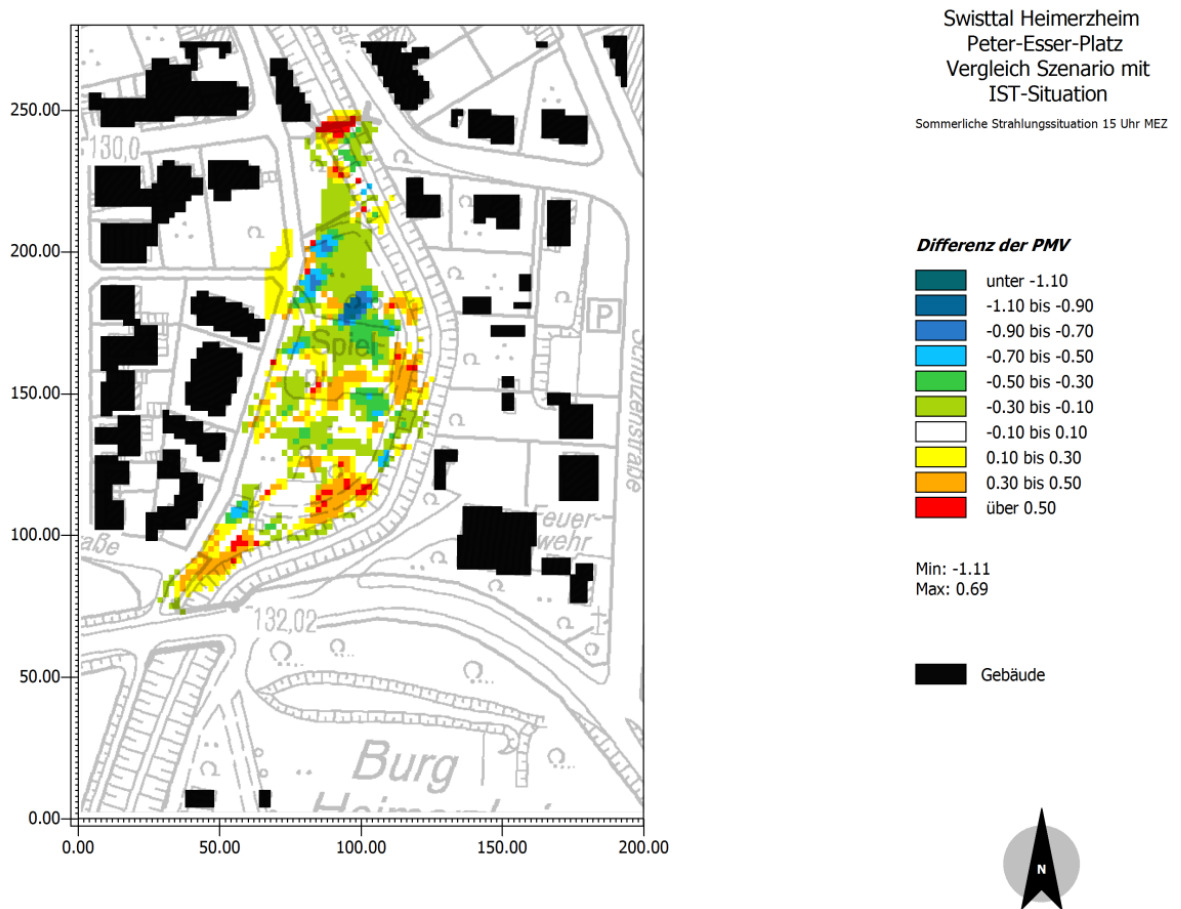 Swisttal Heimerzheim
Peter-Esser-Platz
Vergleich Szenario mit
IST-Situation
Sommerliche Strahlungssituation 15 Uhr MEZ
Differenz der PMV
unter -1.10
-1.10 bis -0.90
-0.90 bis -0.70
-0.70 bis -0.50
-0.50 bis -0.30
-0.30 bis -0.10
-0.10 bis 0.10
0.10 bis 0.30
0.30 bis 0.50
über 0.50
Min: -1.11
Max: 0.69
Gebäude
N
250.00
200.00
150.00
100.00
50.00
0.00
0.00 50.00 100.00 150.00 200.00
130,0
P
Schützenstraße
Feuer-
wehr
aße
132,02
Burg